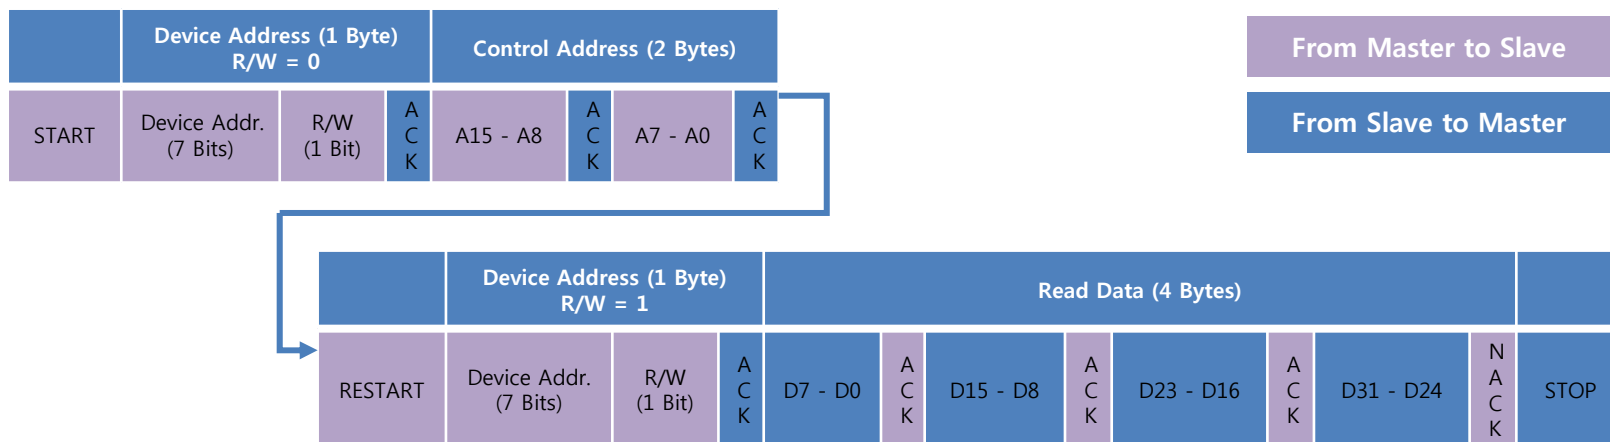 Device Address (1 Byte)
R/W = 0
Control Address (2 Bytes)
START
Device Addr.
(7 Bits)
R/W
(1 Bit)
A
C
K
A15 - A8
A
C
K
A7 - A0
A
C
K
From Master to Slave
From Slave to Master
Device Address (1 Byte)
R/W = 1
Read Data (4 Bytes)
RESTART
Device Addr.
(7 Bits)
R/W
(1 Bit)
A
C
K
D7 - D0
A
C
K
D15 - D8
A
C
K
D23 - D16
A
C
K
D31 - D24
N
A
C
K
STOP